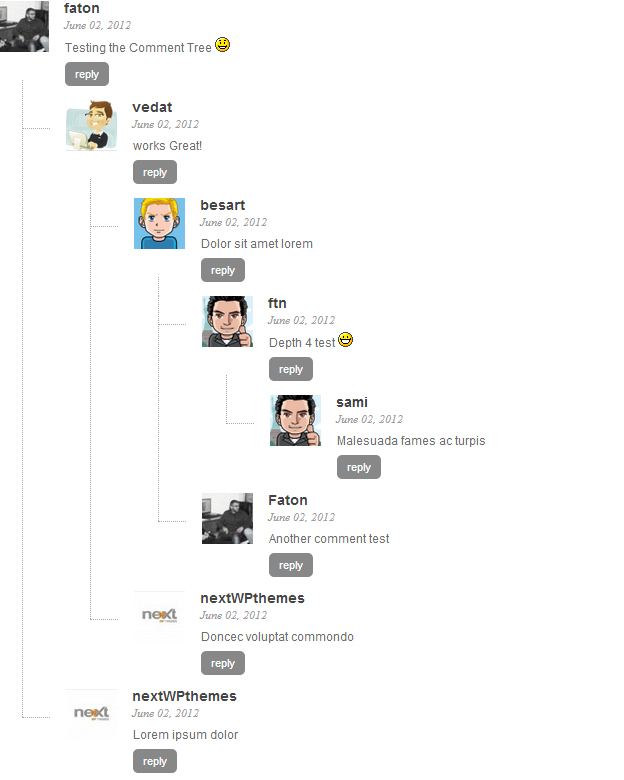 faton
June 02, 2012
Testing the Comment Tree
reply
vedat
June 02, 2012
works Great!
reply
besart
June 02, 2012
Dolor sit amet lorem
reply
ftn
June 02, 2012
Depth 4 test
reply
sami
June 02, 2012
Malesuada fames ac turpis
reply
Faton
June 02, 2012
Another comment test
reply
next
nextWPthemes
June 02, 2012
Doncec voluptat commondo
reply
next
nextWPthemes
June 02, 2012
Lorem ipsum dolor
reply